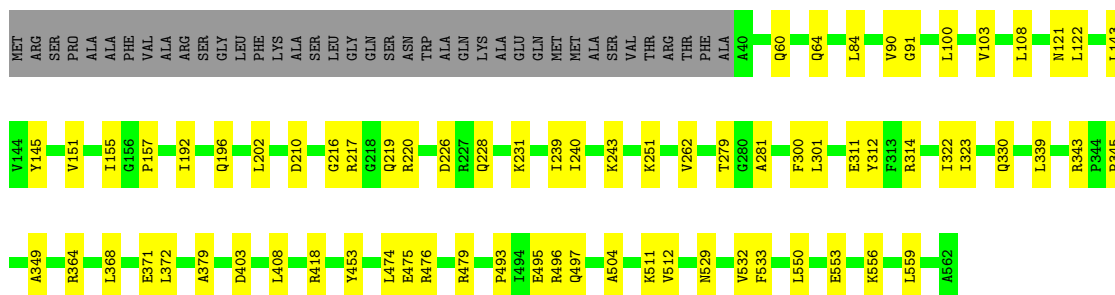 MET ARG SER PRO ALA ALA PHE VAL ALA ARG SER GLY LEU PHE LYS ALA SER LEU GLY GLN SER ASN TRP ALA GLN LYS ALA GLU GLN MET MET ALA SER VAL THR ARG THR PHE ALA A40 Q60 Q64 L84 V90 G91 L100 V103 L108 N121 L122 L143
V144 Y145 V151 I155 G156 P157 I192 Q196 L202 D210 G216 R217 G218 Q219 R220 D226 R227 Q228 K231 I239 I240 K243 K251 V262 T279 G280 A281 F300 L301 E311 Y312 F313 R314 I322 I323 Q330 L339 R343 P344
A349 R364 L368 E371 L372 A379 D403 L408 R418 Y453 L474 E475 R476 R479 P493 I494 E495 R496 Q497 A504 K511 V512 N529 V532 F533 L550 E553 K556 L559 A562